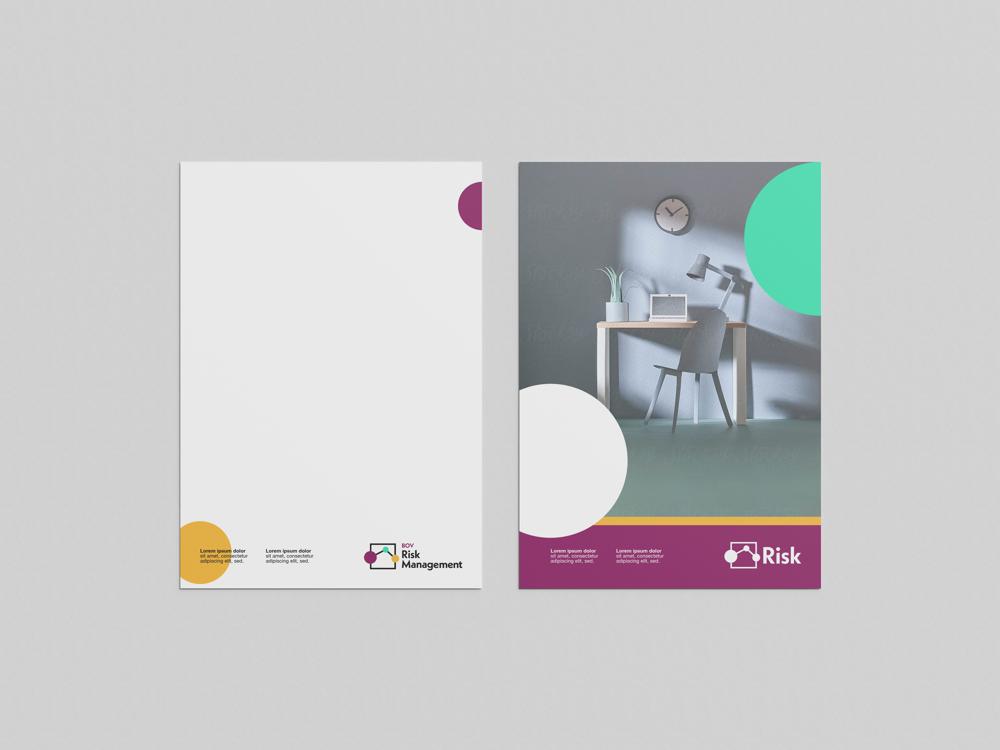 Lorem ipsum dolor
sit amet, consectetur
adipiscing elit, sed.
Lorem ipsum dolor
sit amet, consectetur
adipiscing elit, sed.
BOV
Risk
Management
Lorem ipsum dolor
sit amet, consectetur
adipiscing elit, sed.
Lorem ipsum dolor
sit amet, consectetur
adipiscing elit, sed.
Risk